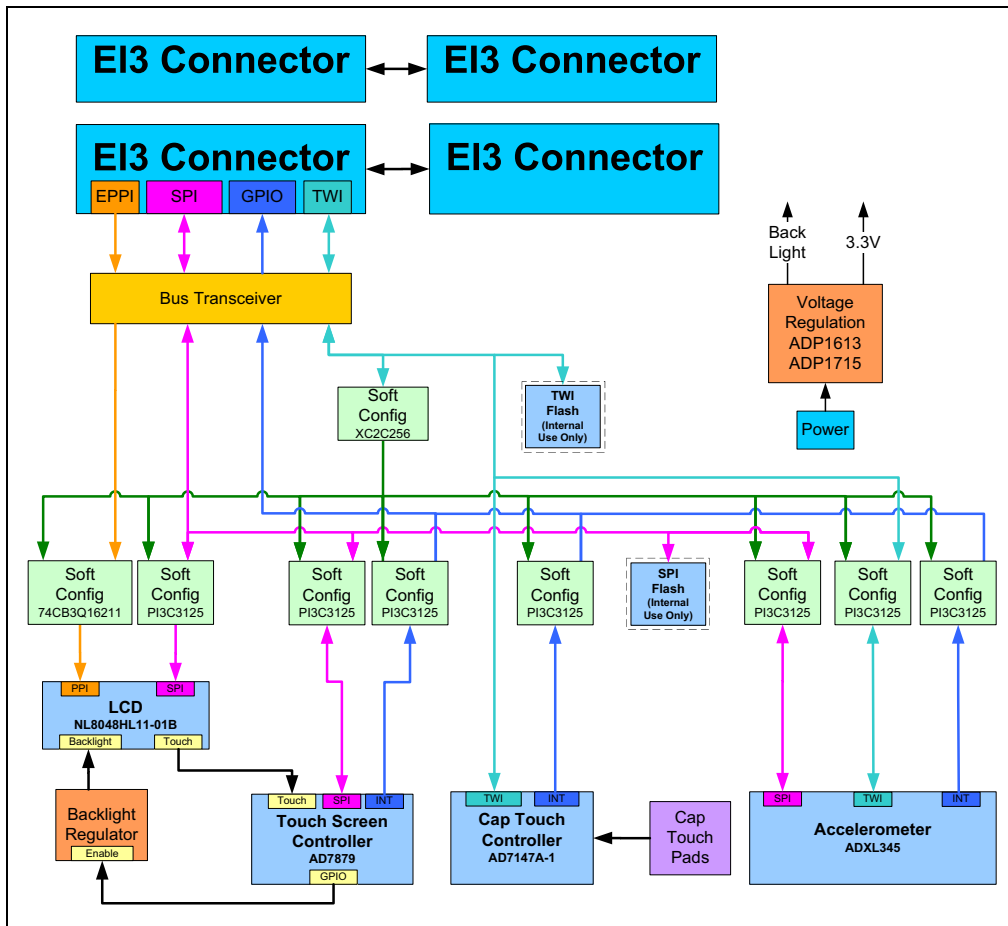 EI3 Connector
EI3 Connector
EI3 Connector
EI3 Connector
EPPI
SPI
GPIO
TWI
Back
Light
3.3V
Bus Transceiver
Voltage
Regulation
ADP1613
ADP1715
Power
Soft
Config
XC2C256
TWI
Flash
(Internal
Use Only)
Soft
Config
74CB3Q16211
Soft
Config
PI3C3125
Soft
Config
PI3C3125
Soft
Config
PI3C3125
Soft
Config
PI3C3125
SPI
Flash
(Internal
Use Only)
Soft
Config
PI3C3125
Soft
Config
PI3C3125
Soft
Config
PI3C3125
PPI
SPI
LCD
NL8048HL11-01B
Backlight
Touch
Backlight
Regulator
Enable
Touch
SPI
INT
Touch Screen
Controller
AD7879
GPIO
TWI
INT
Cap Touch
Controller
AD7147A-1
Cap
Touch
Pads
SPI
TWI
INT
Accelerometer
ADXL345